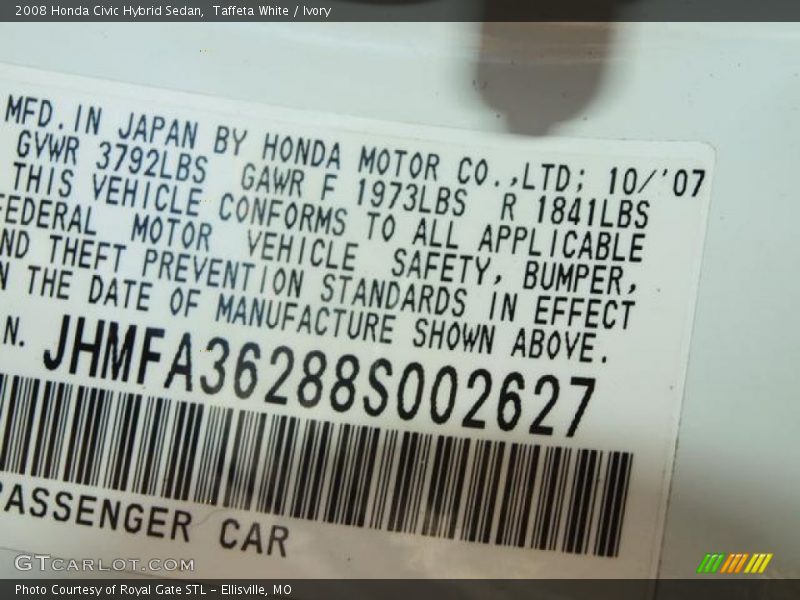 2008 Honda Civic Hybrid Sedan, Taffeta White / Ivory
MFD. IN JAPAN BY HONDA MOTOR CO.,LTD; 10/'07
GVWR 3792LBS GAWR F 1973LBS R 1841LBS
THIS VEHICLE CONFORMS TO ALL APPLICABLE
FEDERAL MOTOR VEHICLE SAFETY, BUMPER,
ND THEFT PREVENTION STANDARDS IN EFFECT
N THE DATE OF MANUFACTURE SHOWN ABOVE.
N. JHMFA36288S002627
PASSENGER CAR
GTCARLOT.COM
Photo Courtesy of Royal Gate STL - Ellisville, MO